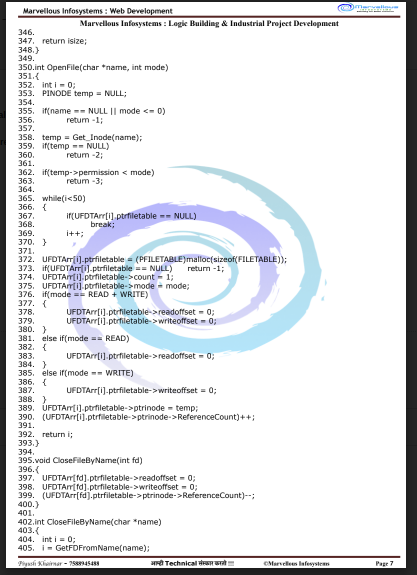 Marvellous Infosystems : Web Development
Marvellous Infosystems : Logic Building & Industrial Project Development
346.
347. return isize;
348.}
349.
350.int OpenFile(char *name, int mode)
351.{
352. int i = 0;
353. PINODE temp = NULL;
354.
355. if(name == NULL || mode <= 0)
356. return -1;
357.
358. temp = Get_Inode(name);
359. if(temp == NULL)
360. return -2;
361.
362. if(temp->permission < mode)
363. return -3;
364.
365. while(i<50)
366. {
367. if(UFDTArr[i].ptrfiletable == NULL)
368. break;
369. i++;
370. }
371.
372. UFDTArr[i].ptrfiletable = (PFILETABLE)malloc(sizeof(FILETABLE));
373. if(UFDTArr[i].ptrfiletable == NULL) return -1;
374. UFDTArr[i].ptrfiletable->count = 1;
375. UFDTArr[i].ptrfiletable->mode = mode;
376. if(mode == READ + WRITE)
377. {
378. UFDTArr[i].ptrfiletable->readoffset = 0;
379. UFDTArr[i].ptrfiletable->writeoffset = 0;
380. }
381. else if(mode == READ)
382. {
383. UFDTArr[i].ptrfiletable->readoffset = 0;
384. }
385. else if(mode == WRITE)
386. {
387. UFDTArr[i].ptrfiletable->writeoffset = 0;
388. }
389. UFDTArr[i].ptrfiletable->ptrinode = temp;
390. (UFDTArr[i].ptrfiletable->ptrinode->ReferenceCount)++;
391.
392. return i;
393.}
394.
395.void CloseFileByName(int fd)
396.{
397. UFDTArr[fd].ptrfiletable->readoffset = 0;
398. UFDTArr[fd].ptrfiletable->writeoffset = 0;
399. (UFDTArr[fd].ptrfiletable->ptrinode->ReferenceCount)--;
400.}
401.
402.int CloseFileByName(char *name)
403.{
404. int i = 0;
405. i = GetFDFromName(name);
Piyush Khairnar - 7588945488 आम्ही Technical संस्कार करतो !!! ©Marvellous Infosystems Page 7